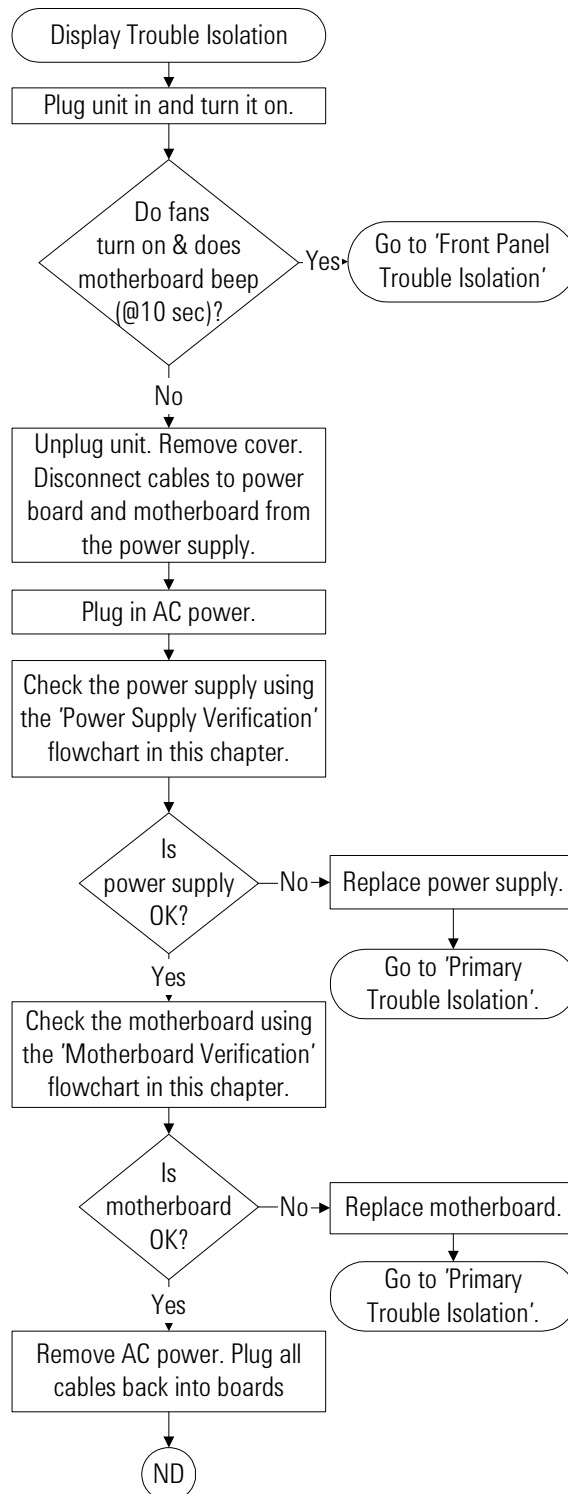 Display Trouble Isolation
Plug unit in and turn it on.
Do fans
turn on & does
motherboard beep
(@10 sec)?
Yes
Go to 'Front Panel
Trouble Isolation'
No
Unplug unit. Remove cover.
Disconnect cables to power
board and motherboard from
the power supply.
Plug in AC power.
Check the power supply using
the 'Power Supply Verification'
flowchart in this chapter.
Is
power supply
OK?
No
Replace power supply.
Go to 'Primary
Trouble Isolation'.
Yes
Check the motherboard using
the 'Motherboard Verification'
flowchart in this chapter.
Is
motherboard
OK?
No
Replace motherboard.
Go to 'Primary
Trouble Isolation'.
Yes
Remove AC power. Plug all
cables back into boards
ND